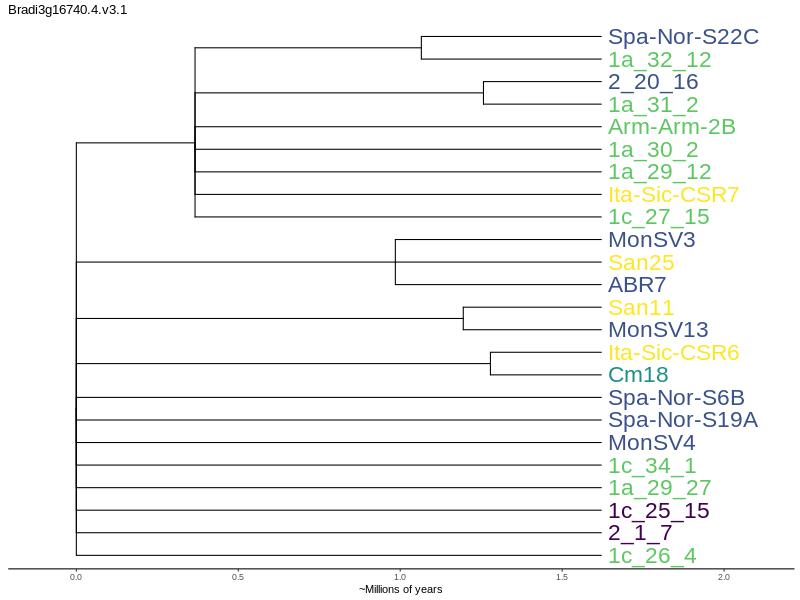 Bradi3g16740.4.v3.1
Spa-Nor-S22C
1a_32_12
2_20_16
1a_31_2
Arm-Arm-2B
1a_30_2
1a_29_12
Ita-Sic-CSR7
1c_27_15
MonSV3
San25
ABR7
San11
MonSV13
Ita-Sic-CSR6
Cm18
Spa-Nor-S6B
Spa-Nor-S19A
MonSV4
1c_34_1
1a_29_27
1c_25_15
2_1_7
1c_26_4
0.0 0.5 1.0 1.5 2.0
~Millions of years